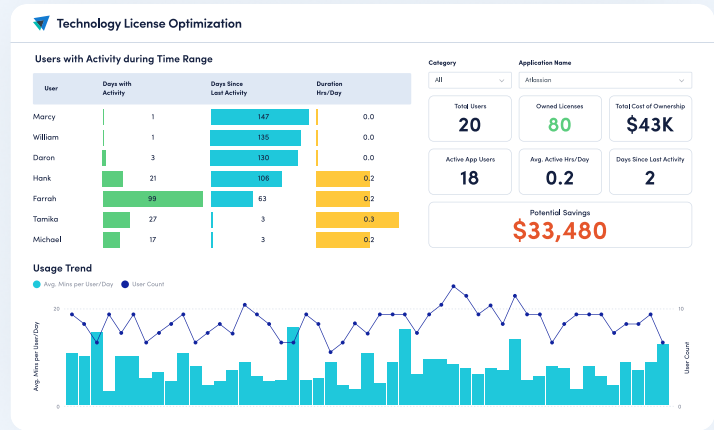 Technology License Optimization
Users with Activity during Time Range
User
Days with Activity
Days Since Last Activity
Duration Hrs/Day
Marcy 1 147 0.0
William 1 135 0.0
Daron 3 130 0.0
Hank 21 106 0.2
Farrah 99 63 0.2
Tamika 27 3 0.3
Michael 17 3 0.2
Category
Application Name
All
Atlassian
Total Users
20
Owned Licenses
80
Total Cost of Ownership
$43K
Active App Users
18
Avg. Active Hrs/Day
0.2
Days Since Last Activity
2
Potential Savings
$33,480
Usage Trend
Avg. Mins per User/Day
User Count
Avg. Mins per User/Day
20
0
10
0
User Count